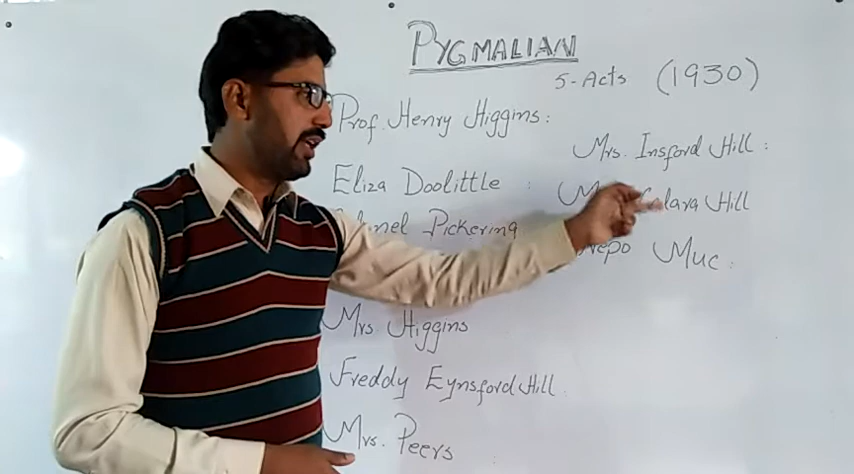 PYGMALIAN
5-Acts (1930)
Prof. Henry Higgins:
Eliza Doolittle :
Pickering
Mrs Higgins
Freddy Eynsford Hill.
Mrs. Peers
Mrs. Insford Hill :
Hill
Nepo Muc :